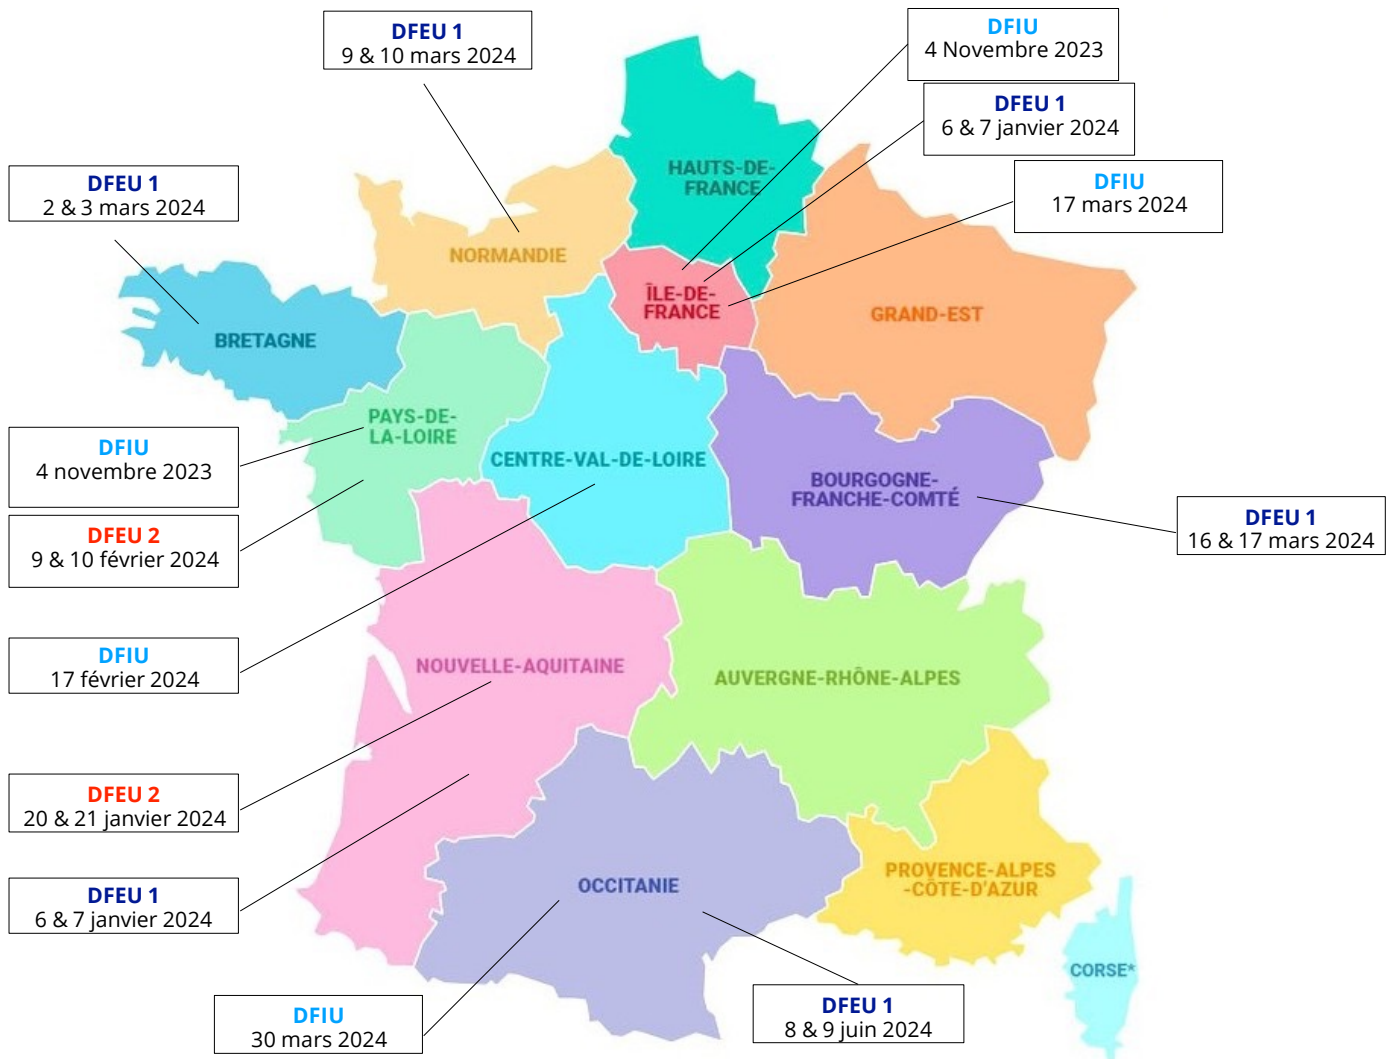 DFEU 1
9 & 10 mars 2024
DFIU
4 Novembre 2023
DFEU 1
6 & 7 janvier 2024
DFIU
17 mars 2024
DFEU 1
2 & 3 mars 2024
HAUTS-DE-
FRANCE
NORMANDIE
ÎLE-DE-
FRANCE
GRAND-EST
BRETAGNE
PAYS-DE-
LA-LOIRE
CENTRE-VAL-DE-LOIRE
BOURGOGNE-
FRANCHE-COMTÉ
DFIU
4 novembre 2023
DFEU 2
9 & 10 février 2024
DFEU 1
16 & 17 mars 2024
DFIU
17 février 2024
NOUVELLE-AQUITAINE
AUVERGNE-RHÔNE-ALPES
DFEU 2
20 & 21 janvier 2024
DFEU 1
6 & 7 janvier 2024
OCCITANIE
PROVENCE-ALPES
-CÔTE-D'AZUR
CORSE*
DFIU
30 mars 2024
DFEU 1
8 & 9 juin 2024